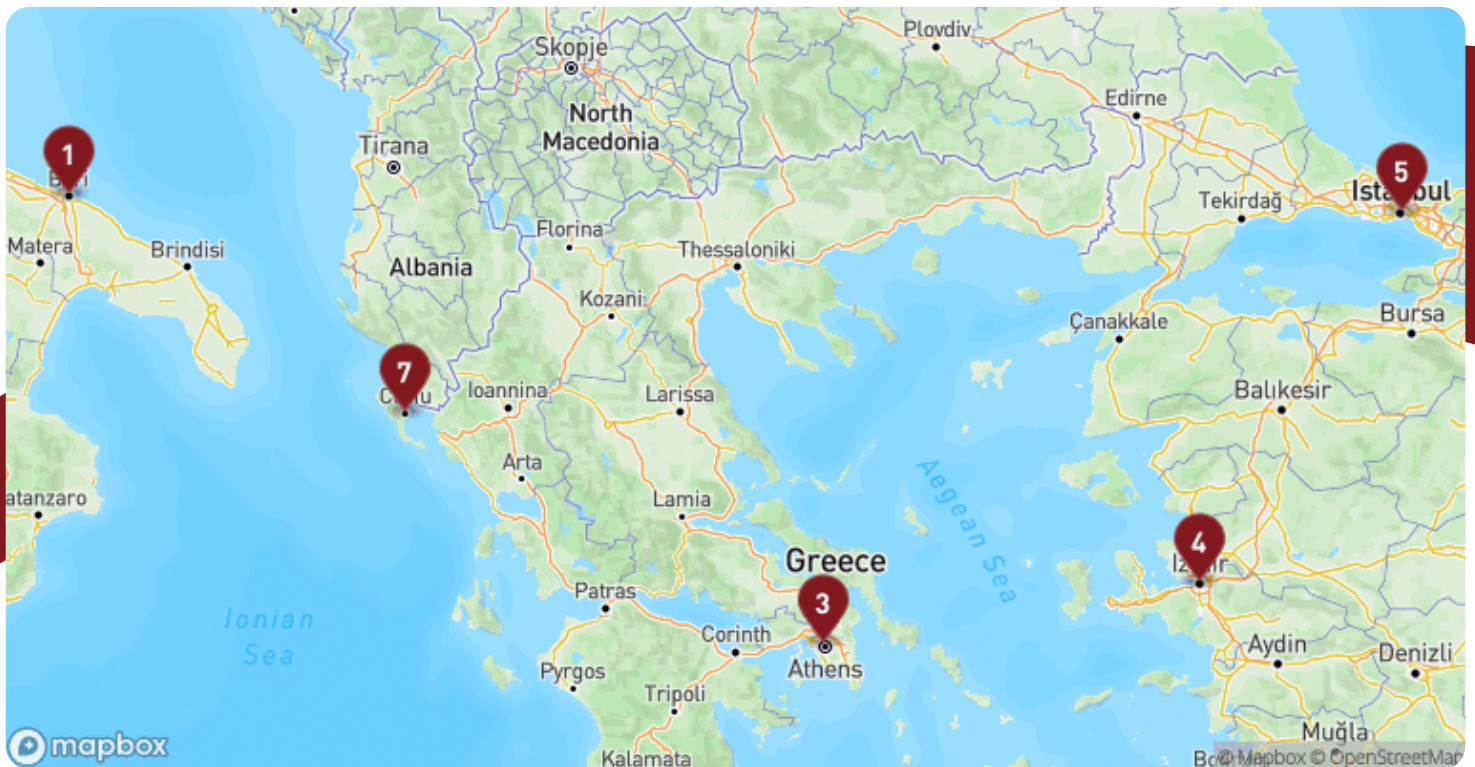 Skopje
Plovdiv
North
Macedonia
Edirne
1
Tirana
5
Istanbul
Tekirdağ
Matera
Brindisi
Florina
Thessaloniki
Albania
Kozani
Çanakkale
Bursa
7
Ioannina
Larissa
Balıkesir
Arta
atanzaro
Lamia
Aegean Sea
4
Greece
Patras
3
Ionian
Sea
Corinth
Athens
Aydin
Denizli
Pyrgos
Tripoli
Muğla
mapbox
Kalamata
© Mapbox © OpenStreetMap